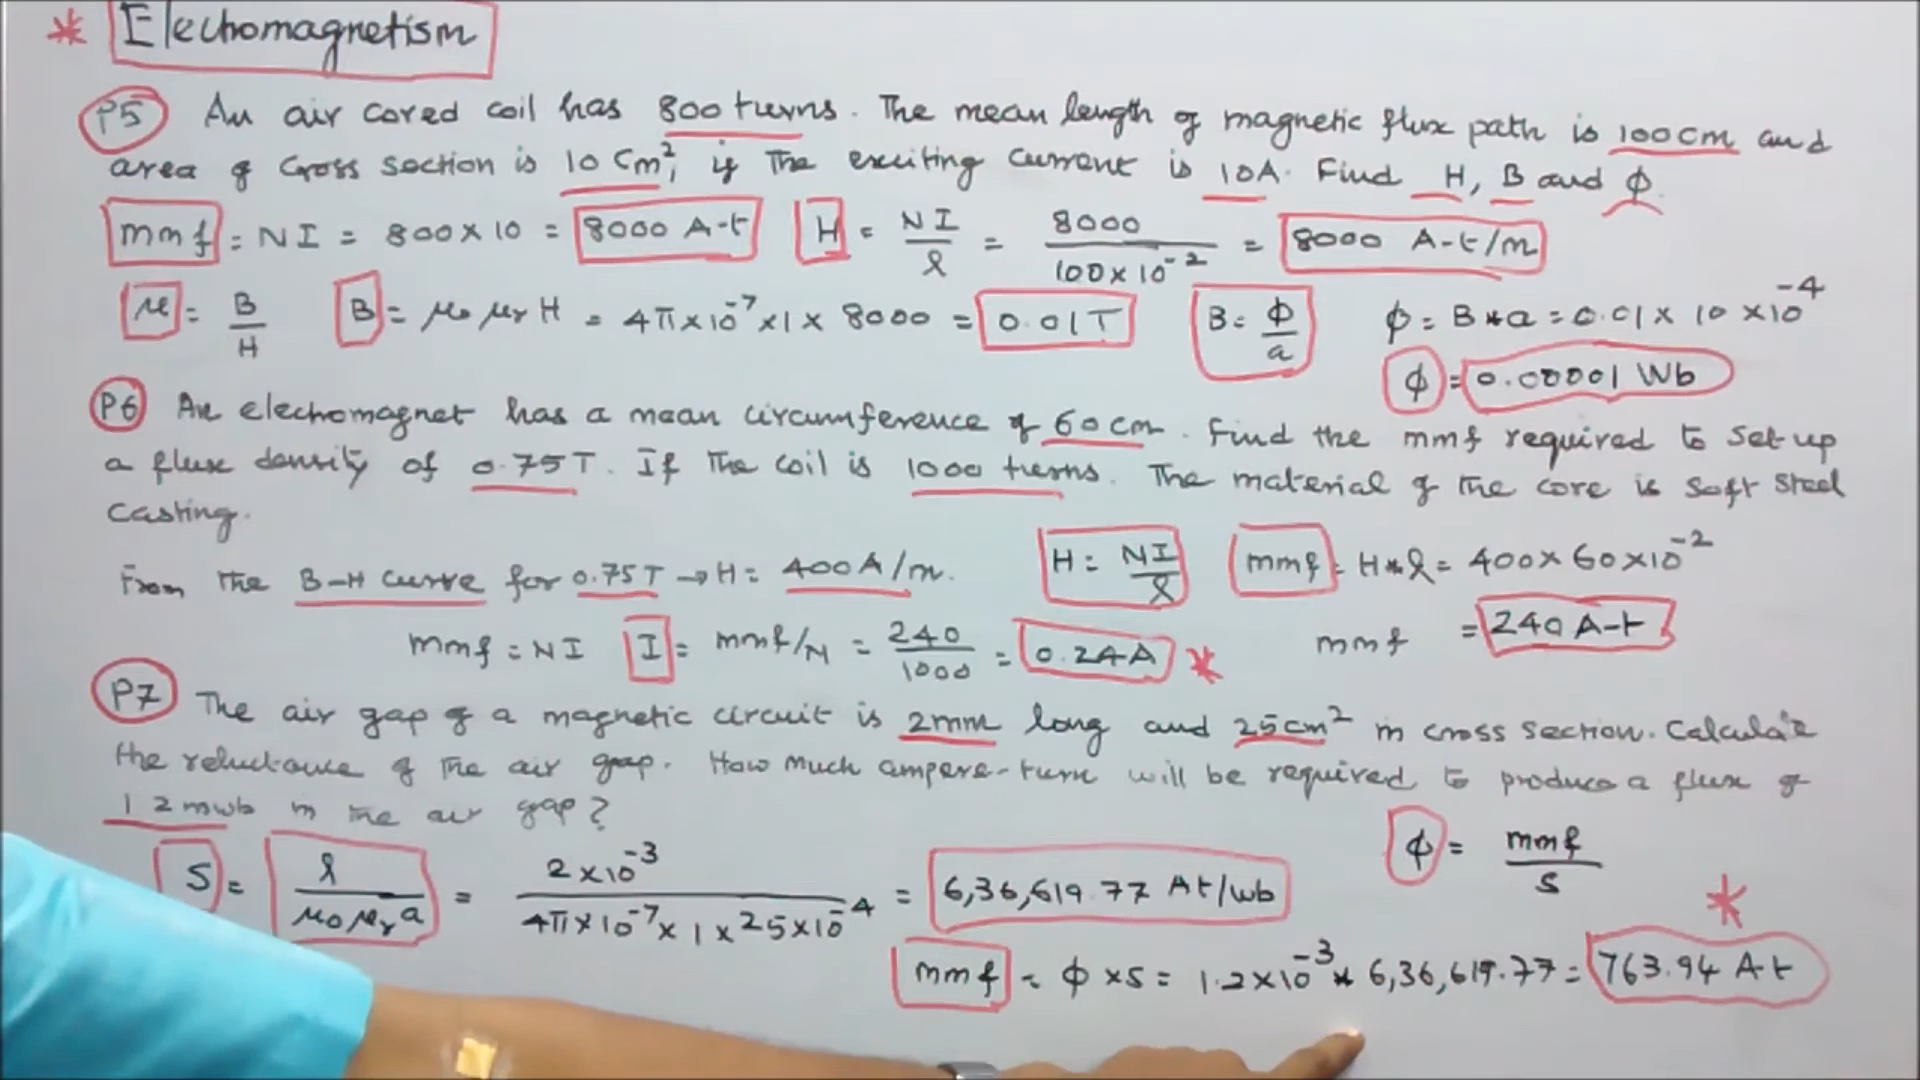 * Electromagnetism
P5 An air cored coil has 800 turns. The mean length of magnetic flux path is 100cm and
area of cross section is 10 cm², if the exciting current is 10A. Find H, B and ϕ.
mmf = NI = 800×10 = 8000 A-t H = NI/l = 8000/100×10⁻² = 8000 A-t/m
μ = B/H B = μ₀ μᵣ H = 4π×10⁻⁷×1× 8000 = 0.01T B = ϕ/a ϕ = B*a = 0.01× 10 ×10⁻⁴
ϕ = 0.00001 Wb
P6 An electromagnet has a mean circumference of 60cm. Find the mmf required to set up
a flux density of 0.75T. If the coil is 1000 turns. The material of the core is soft steel
casting.
From the B-H curve for 0.75T → H = 400A/m. H = NI/l mmf = H*l = 400×60×10⁻²
mmf = NI I = mmf/N = 240/1000 = 0.24A * mmf = 240 A-t
P7 The air gap of a magnetic circuit is 2mm long and 25cm² in cross section. Calculate
the reluctance of the air gap. How much ampere-turn will be required to produce a flux of
1 2mwb in the air gap?
S = l/μ₀μᵣa = 2×10⁻³/4π×10⁻⁷×1×25×10⁻⁴ = 6,36,619.77 At/wb ϕ = mmf/S
*
mmf = ϕ×S = 1.2×10⁻³ * 6,36,619.77 = 763.94 A-t